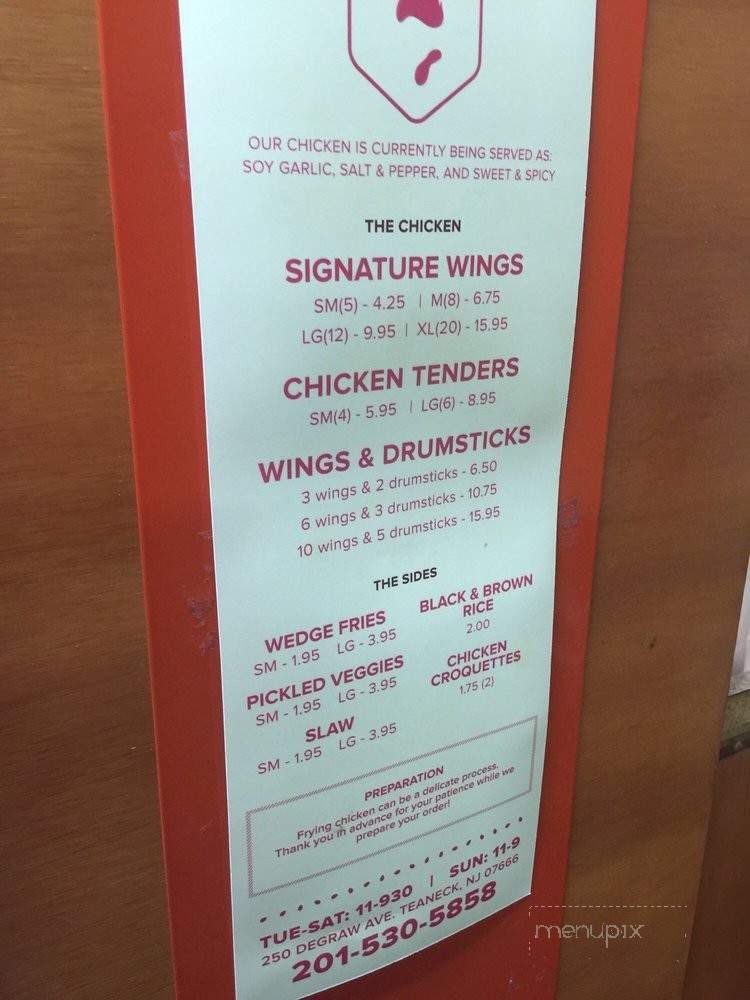 OUR CHICKEN IS CURRENTLY BEING SERVED AS:
SOY GARLIC, SALT & PEPPER, AND SWEET & SPICY
THE CHICKEN
SIGNATURE WINGS
SM(5) - 4.25 | M(8) - 6.75
LG(12) - 9.95 | XL(20) - 15.95
CHICKEN TENDERS
SM(4) - 5.95 | LG(6) - 8.95
WINGS & DRUMSTICKS
3 wings & 2 drumsticks - 6.50
6 wings & 3 drumsticks - 10.75
10 wings & 5 drumsticks - 15.95
THE SIDES
WEDGE FRIES
SM - 1.95 LG - 3.95
PICKLED VEGGIES
SM - 1.95 LG - 3.95
SLAW
SM - 1.95 LG - 3.95
BLACK & BROWN
RICE
2.00
CHICKEN
CROQUETTES
1.75 (2)
PREPARATION
Frying chicken can be a delicate process.
Thank you in advance for your patience while we
prepare your order!
TUE-SAT: 11-930 | SUN: 11-9
250 DEGRAW AVE. TEANECK, NJ 07666
201-530-5858
menupix